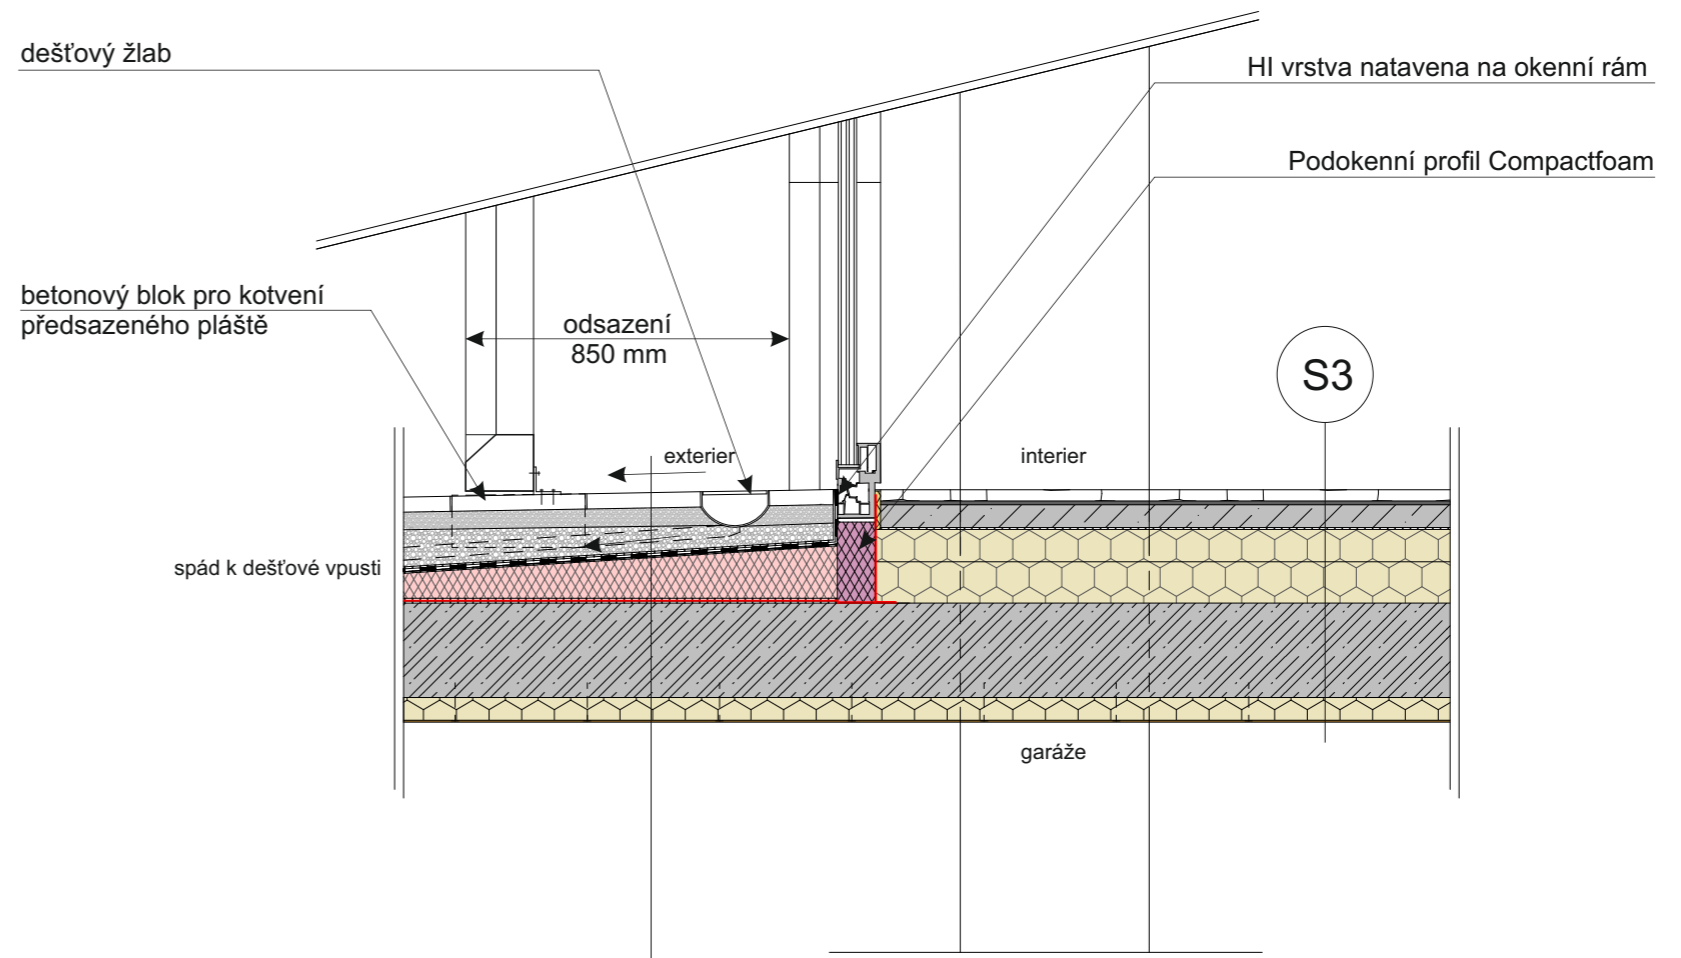 dešťový žlab
HI vrstva natavena na okenní rám
Podokenní profil Compactfoam
betonový blok pro kotvení
předsazeného pláště
odsazení
850 mm
S3
exterier
interier
spád k dešťové vpusti
garáže